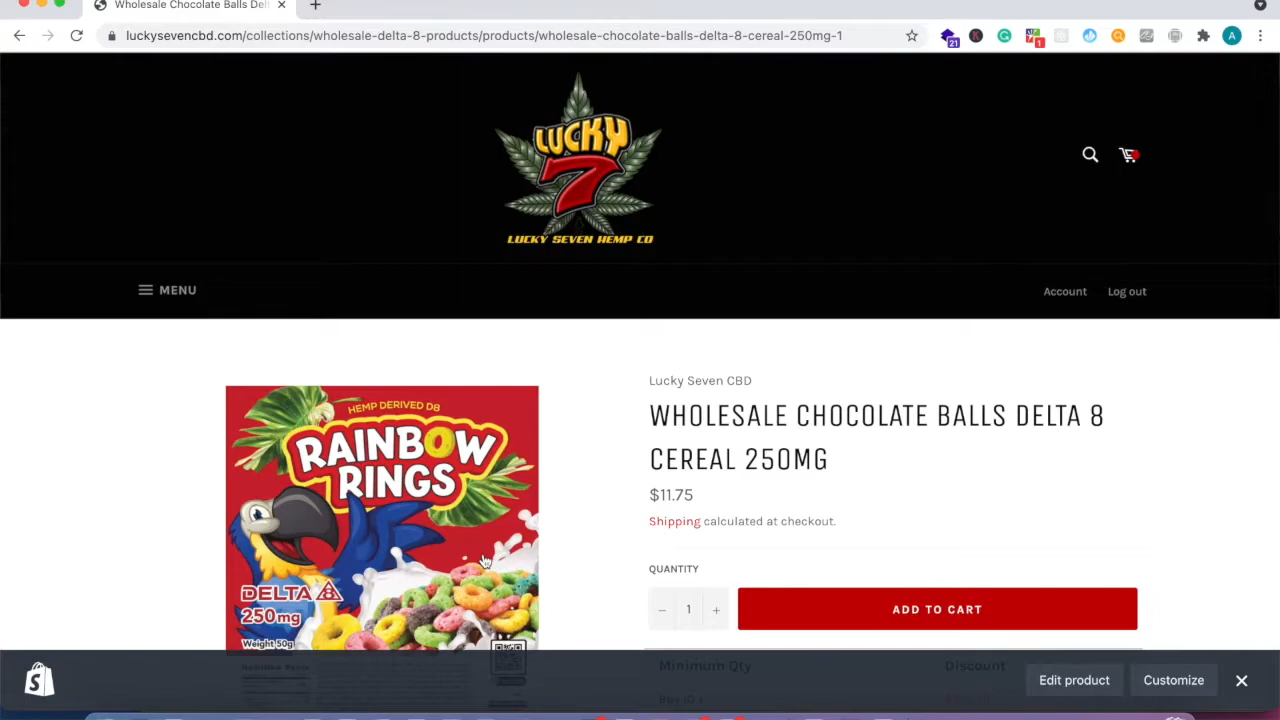 Wholesale Chocolate Balls Del
luckysevencbd.com/collections/wholesale-delta-8-products/products/wholesale-chocolate-balls-delta-8-cereal-250mg-1
21
1
A
LUCKY
7
LUCKY SEVEN HEMP CO
MENU
Account
Log out
Lucky Seven CBD
WHOLESALE CHOCOLATE BALLS DELTA 8
CEREAL 250MG
$11.75
Shipping calculated at checkout.
QUANTITY
− 1 +
ADD TO CART
HEMP DERIVED D8
RAINBOW
RINGS
DELTA 8
250mg
Weight 50g
Minimum Qty
Discount
Edit product
Customize